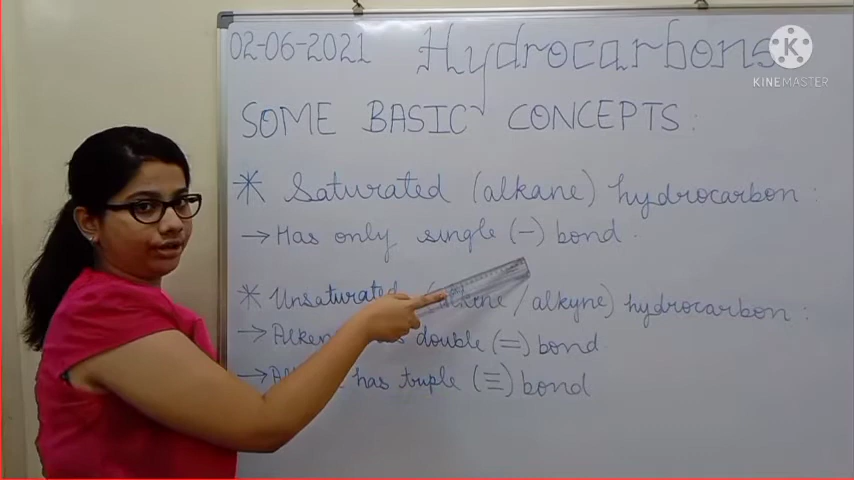 02-06-2021 Hydrocarbons
KINEMASTER
SOME BASIC CONCEPTS:
* Saturated (alkane) hydrocarbon:
→ Has only single (-) bond.
* Unsaturated (alkene/alkyne) hydrocarbon:
→ double (=) bond
→ has triple (≡) bond